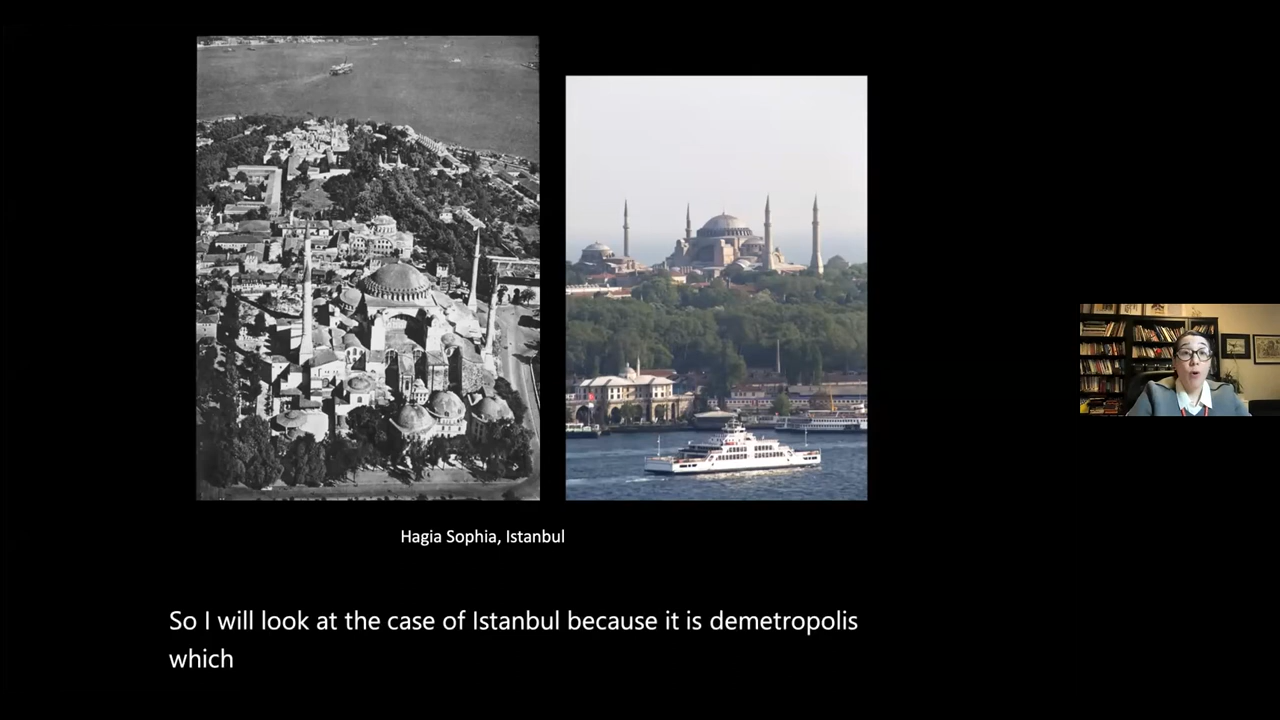 Hagia Sophia, Istanbul
So I will look at the case of Istanbul because it is demetropolis
which